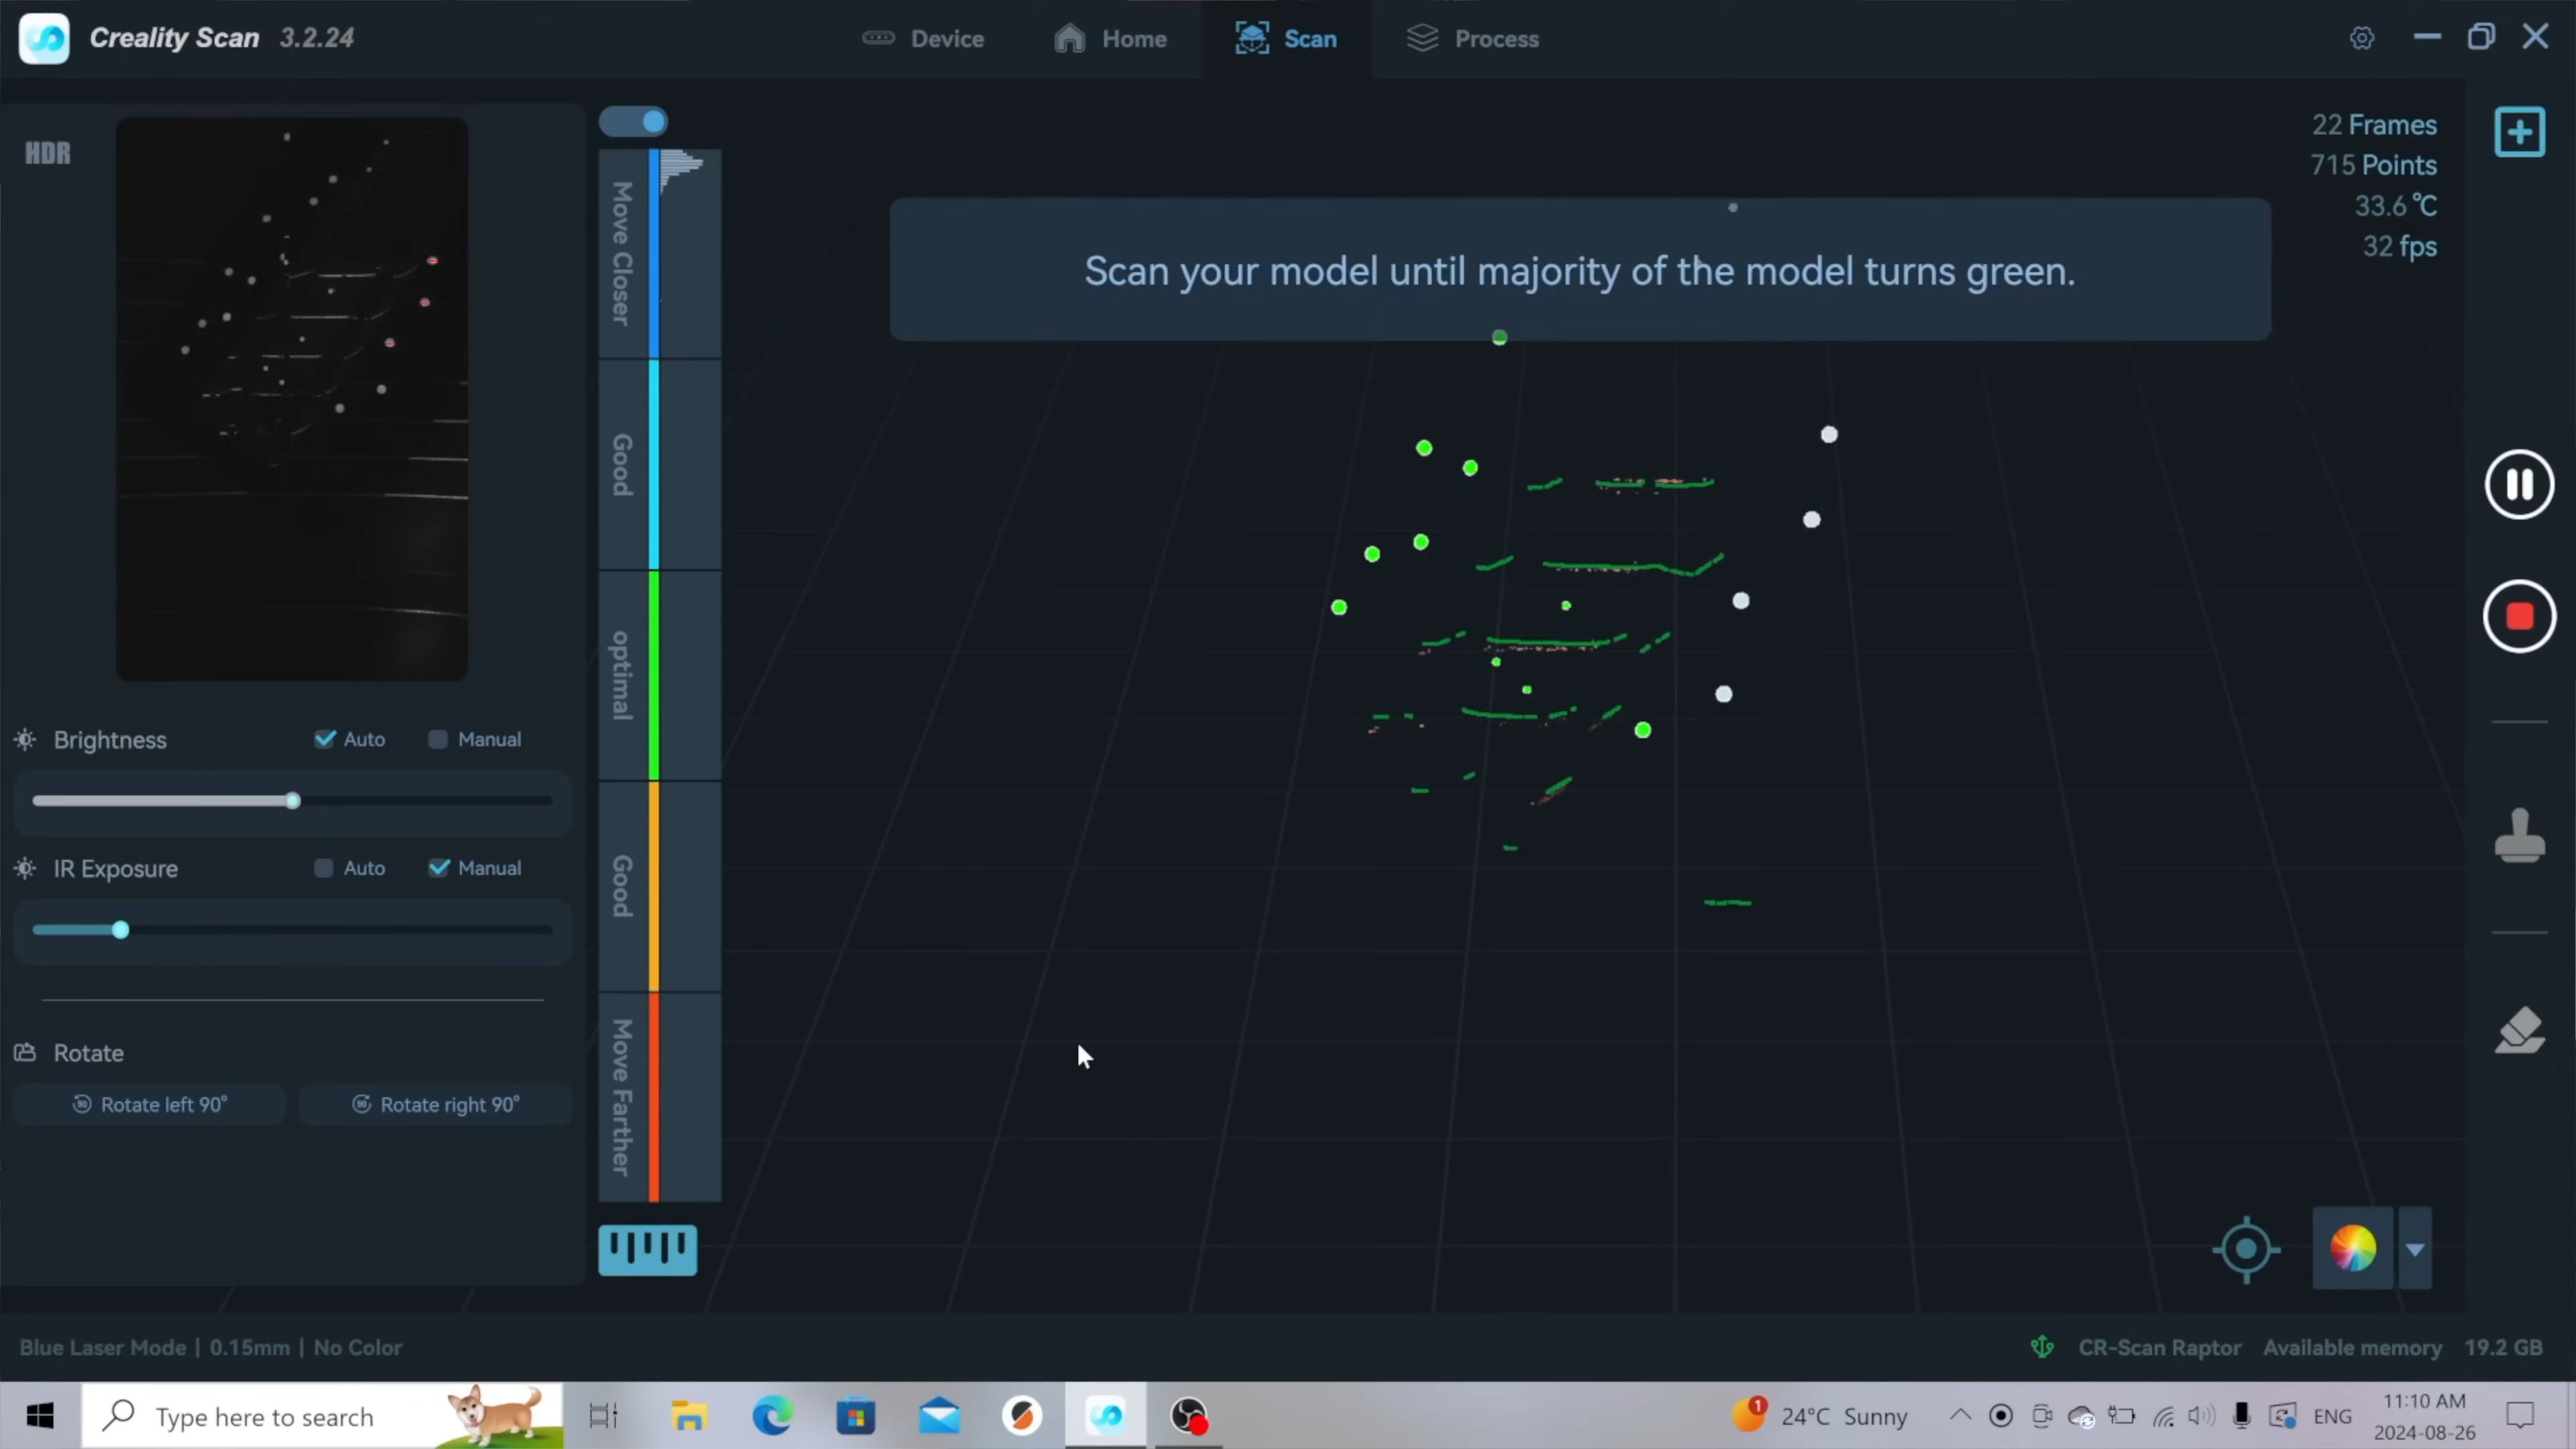 Creality Scan 3.2.24
Device
Home
Scan
Process
HDR
22 Frames
715 Points
33.6 ℃
32 fps
Scan your model until majority of the model turns green.
Move Closer
Good
optimal
Good
Move Farther
Brightness
Auto
Manual
IR Exposure
Auto
Manual
Rotate
90 Rotate left 90°
90 Rotate right 90°
Blue Laser Mode | 0.15mm | No Color
CR-Scan Raptor Available memory 19.2 GB
Type here to search
1
24°C Sunny
ENG
11:10 AM
2024-08-26